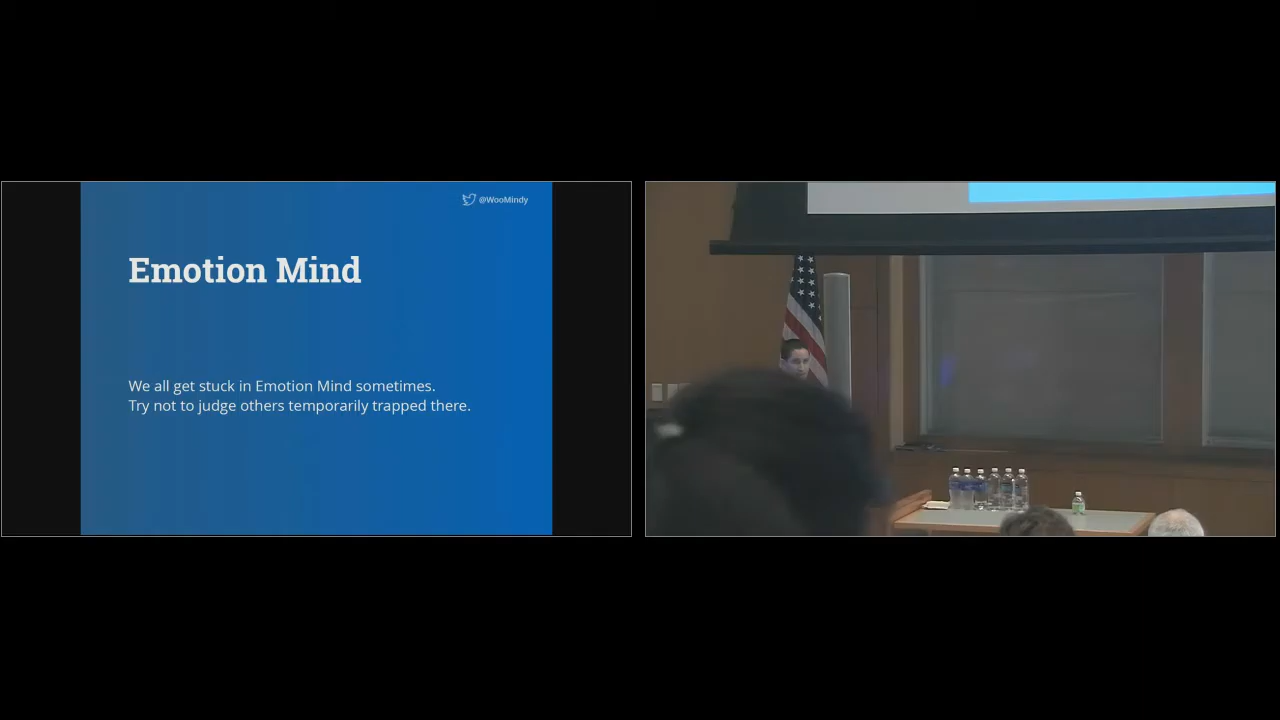 @WooMindy
Emotion Mind
We all get stuck in Emotion Mind sometimes.
Try not to judge others temporarily trapped there.